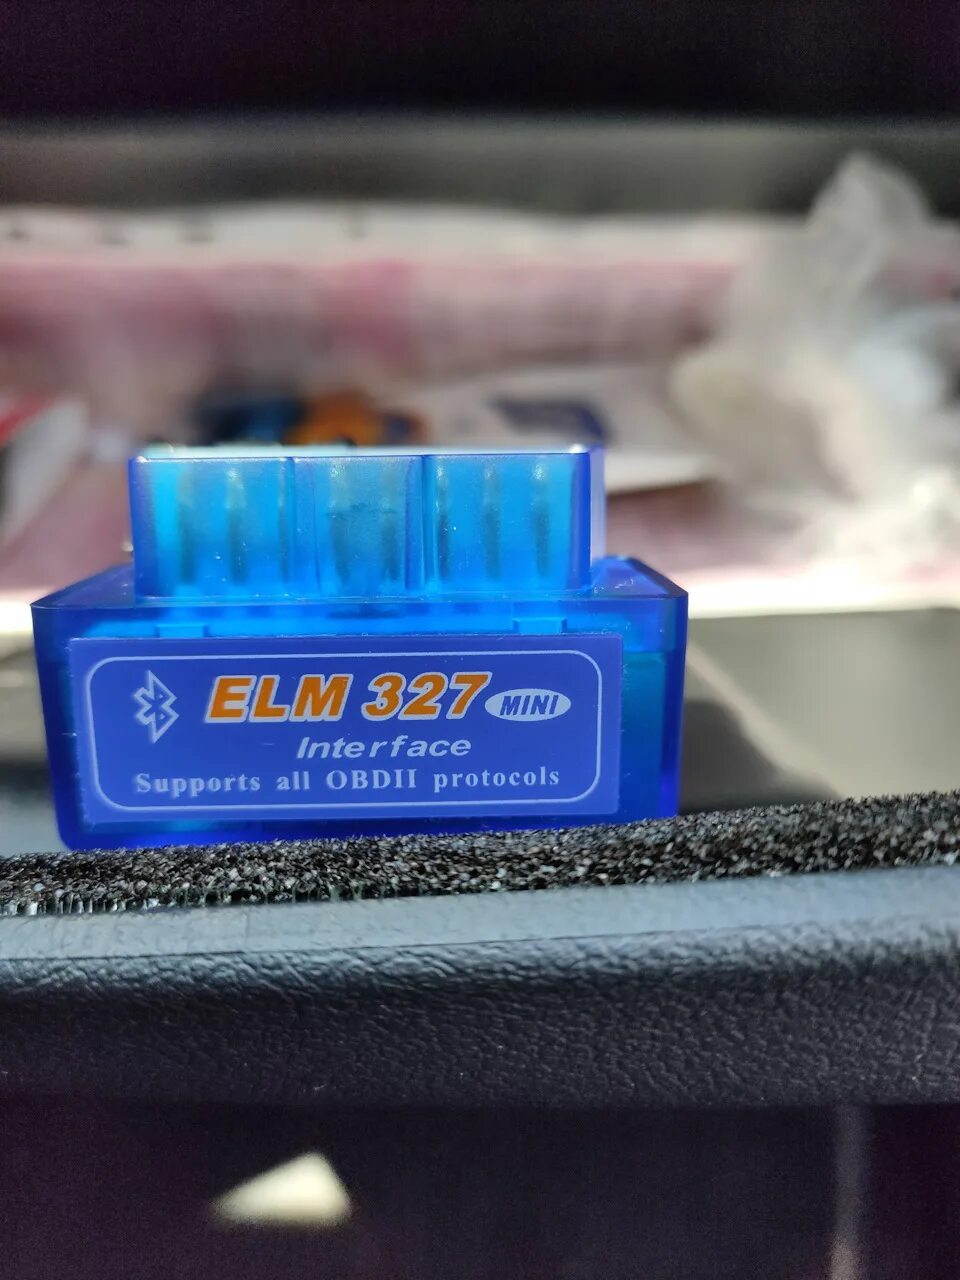 ELM 327 MINI
Interface
Supports all OBDII protocols